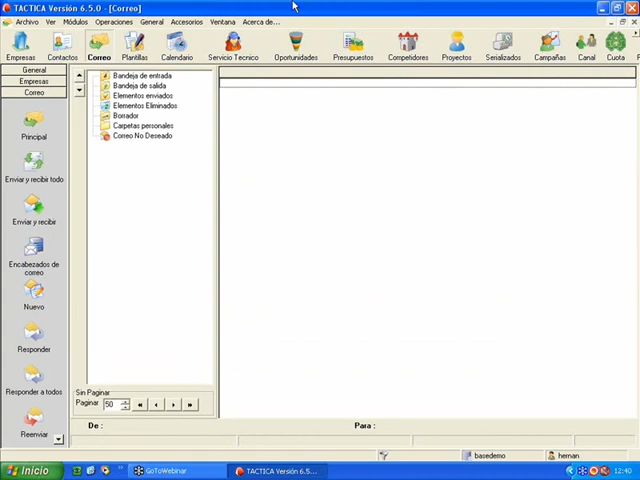 TACTICA Versión 6.5.0 - [Correo]
Archivo Ver Módulos Operaciones General Accesorios Ventana Acerca de...
Empresas Contactos Correo Plantillas Calendario Servicio Tecnico Oportunidades Presupuestos Competidores Proyectos Serializados Campañas Canal Cuota
General
Empresas
Correo
Principal
Enviar y recibir todo
Enviar y recibir
Encabezados de correo
Nuevo
Responder
Responder a todos
Reenviar
Bandeja de entrada
Bandeja de salida
Elementos enviados
Elementos Eliminados
Borrador
Carpetas personales
Correo No Deseado
Sin Paginar
Paginar 50
De : Para :
basedemo hernan
Inicio GoToWebinar TACTICA Versión 6.5... 12:40